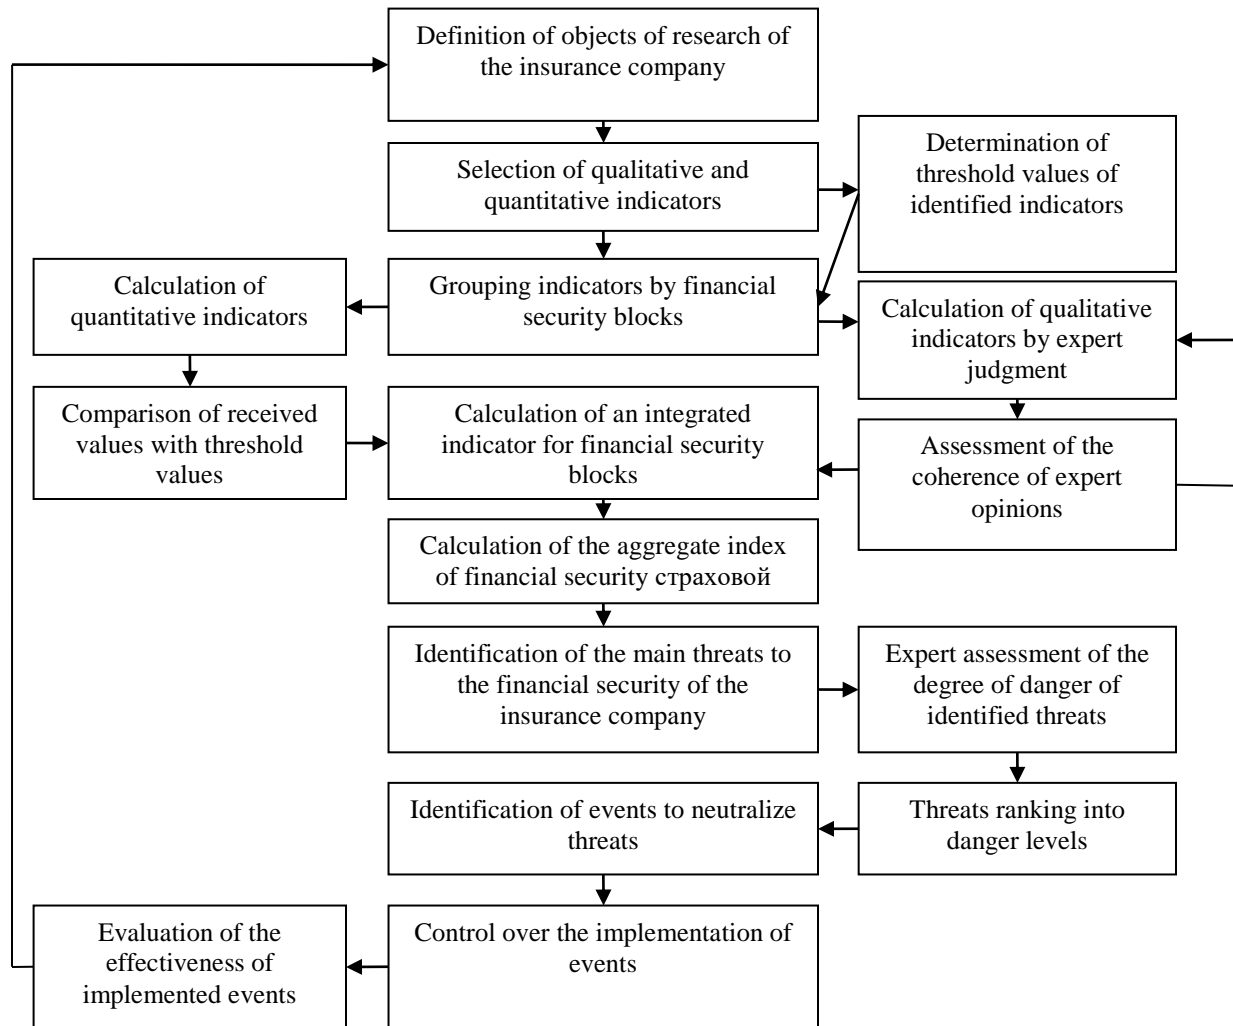 Definition of objects of research of
the insurance company
Selection of qualitative and
quantitative indicators
Determination of
threshold values of
identified indicators
Calculation of
quantitative indicators
Grouping indicators by financial
security blocks
Calculation of qualitative
indicators by expert
judgment
Comparison of received
values with threshold
values
Calculation of an integrated
indicator for financial security
blocks
Assessment of the
coherence of expert
opinions
Calculation of the aggregate index
of financial security страховой
Identification of the main threats to
the financial security of the
insurance company
Expert assessment of the
degree of danger of
identified threats
Identification of events to neutralize
threats
Threats ranking into
danger levels
Evaluation of the
effectiveness of
implemented events
Control over the implementation of
events